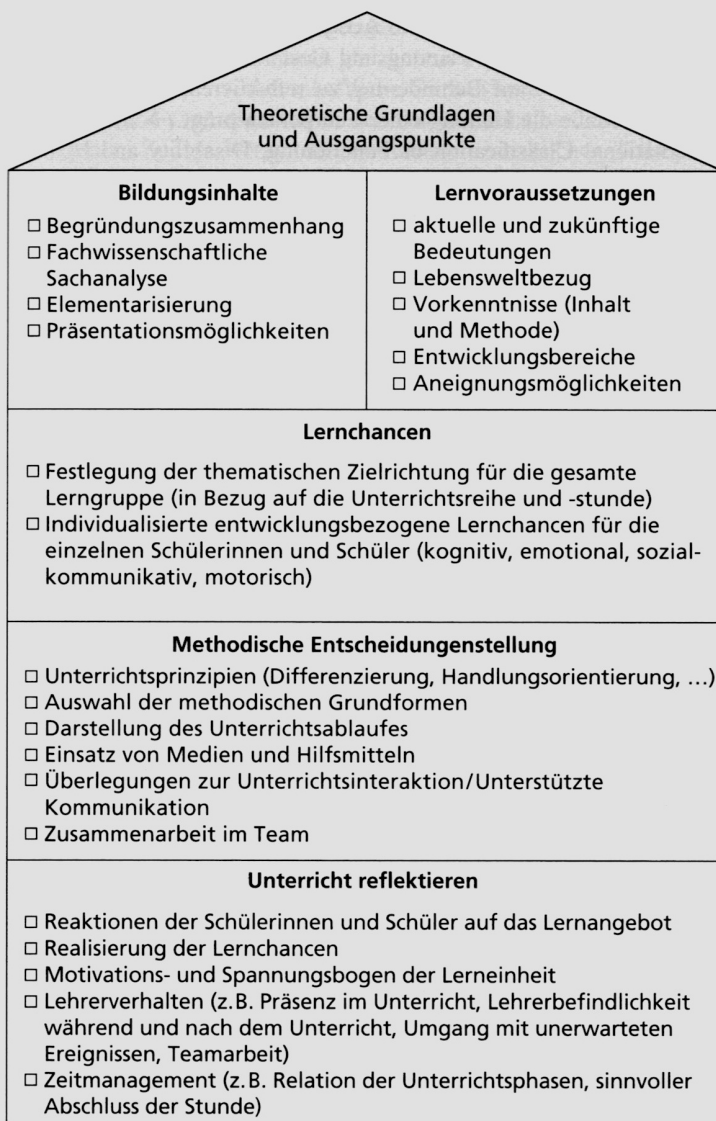 Theoretische Grundlagen
und Ausgangspunkte
Bildungsinhalte
□ Begründungszusammenhang
□ Fachwissenschaftliche
Sachanalyse
□ Elementarisierung
□ Präsentationsmöglichkeiten
Lernvoraussetzungen
□ aktuelle und zukünftige
Bedeutungen
□ Lebensweltbezug
□ Vorkenntnisse (Inhalt
und Methode)
□ Entwicklungsbereiche
□ Aneignungsmöglichkeiten
Lernchancen
□ Festlegung der thematischen Zielrichtung für die gesamte
Lerngruppe (in Bezug auf die Unterrichtsreihe und -stunde)
□ Individualisierte entwicklungsbezogene Lernchancen für die
einzelnen Schülerinnen und Schüler (kognitiv, emotional, sozial-
kommunikativ, motorisch)
Methodische Entscheidungenstellung
□ Unterrichtsprinzipien (Differenzierung, Handlungsorientierung, ...)
□ Auswahl der methodischen Grundformen
□ Darstellung des Unterrichtsablaufes
□ Einsatz von Medien und Hilfsmitteln
□ Überlegungen zur Unterrichtsinteraktion/Unterstützte
Kommunikation
□ Zusammenarbeit im Team
Unterricht reflektieren
□ Reaktionen der Schülerinnen und Schüler auf das Lernangebot
□ Realisierung der Lernchancen
□ Motivations- und Spannungsbogen der Lerneinheit
□ Lehrerverhalten (z.B. Präsenz im Unterricht, Lehrerbefindlichkeit
während und nach dem Unterricht, Umgang mit unerwarteten
Ereignissen, Teamarbeit)
□ Zeitmanagement (z.B. Relation der Unterrichtsphasen, sinnvoller
Abschluss der Stunde)